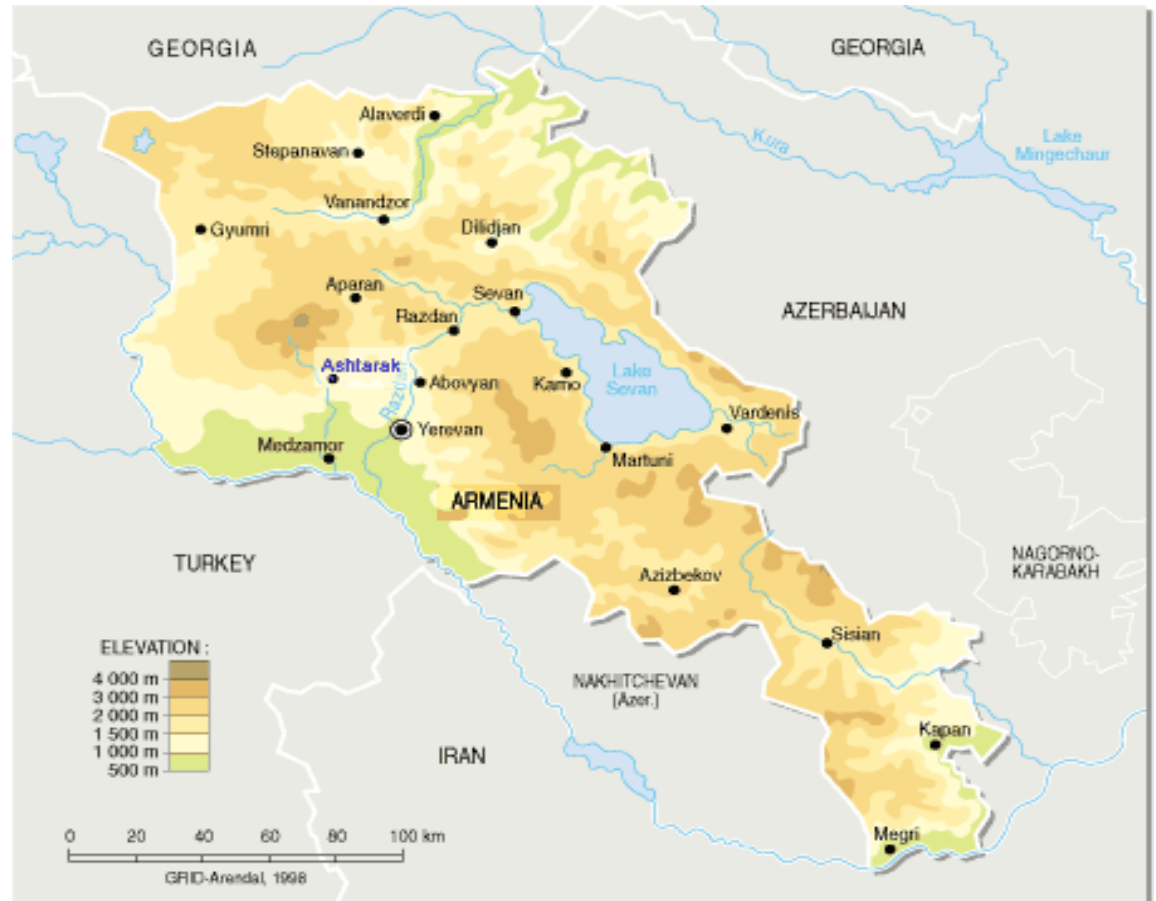 GEORGIA
GEORGIA
Alaverdi
Kura
Lake
Mingechaur
Stepanavan
Vanandzor
Gyumri
Dilidjan
Aparan
Sevan
AZERBAIJAN
Razdan
Ashtarak
Razdan
Abovyan
Kamo
Lake
Sevan
Vardenis
Yerevan
Medzamor
Martuni
ARMENIA
TURKEY
NAGORNO-
KARABAKH
Azizbekov
Sisian
ELEVATION :
4 000 m
3 000 m
2 000 m
1 500 m
1 000 m
500 m
NAKHITCHEVAN
(Azer.)
Kapan
IRAN
Megri
0 20 40 60 80 100 km
GRID-Arendal, 1998